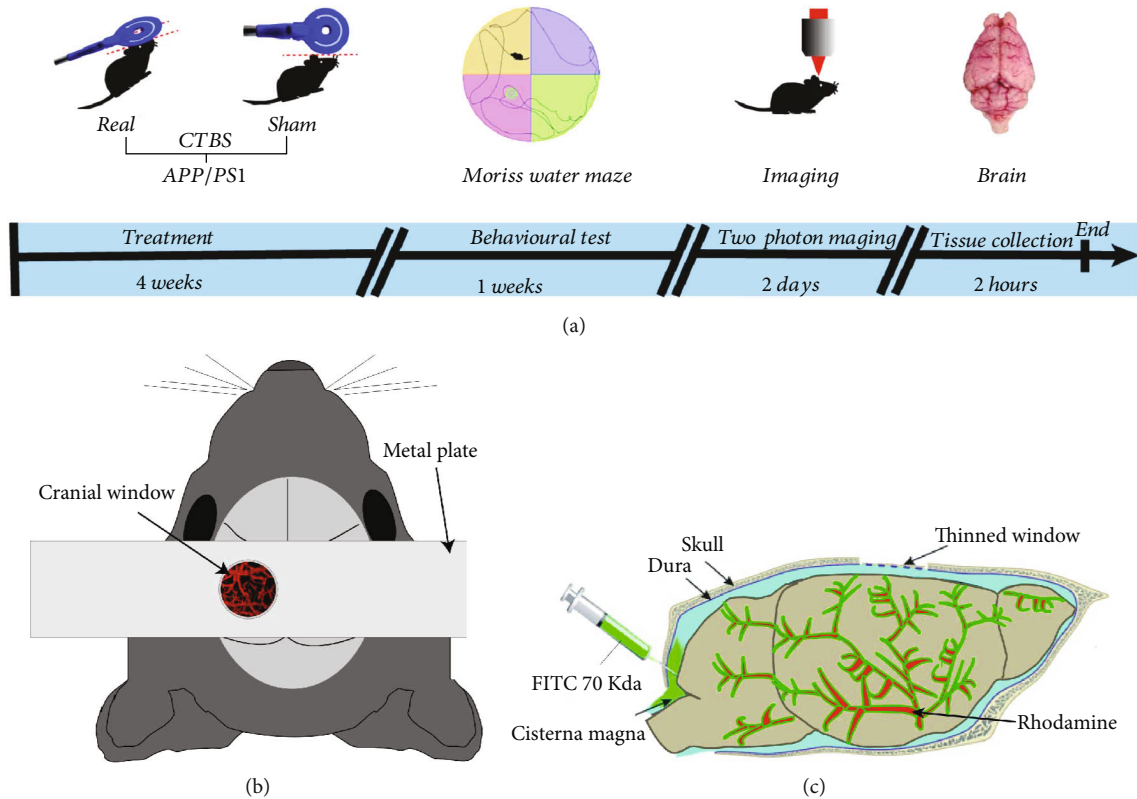 Real
Sham
CTBS
APP/PS1
Moriss water maze
Imaging
Brain
Treatment
Behavioural test
Two photon maging
Tissue collection
End
4 weeks
1 weeks
2 days
2 hours
(a)
Metal plate
Cranial window
(b)
Skull
Thinned window
Dura
FITC 70 Kda
Cisterna magna
Rhodamine
(c)